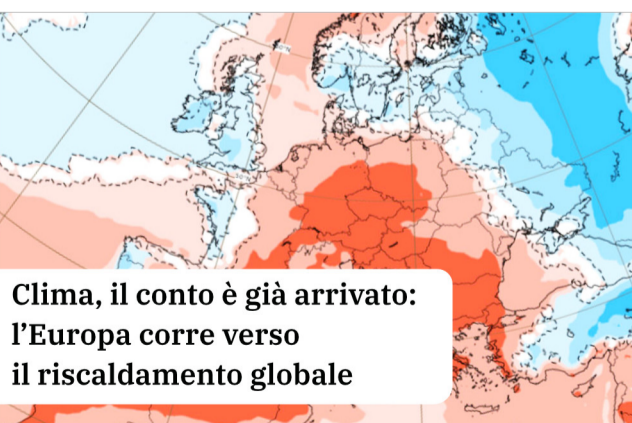 Clima, il conto è già arrivato:
l’Europa corre verso
il riscaldamento globale